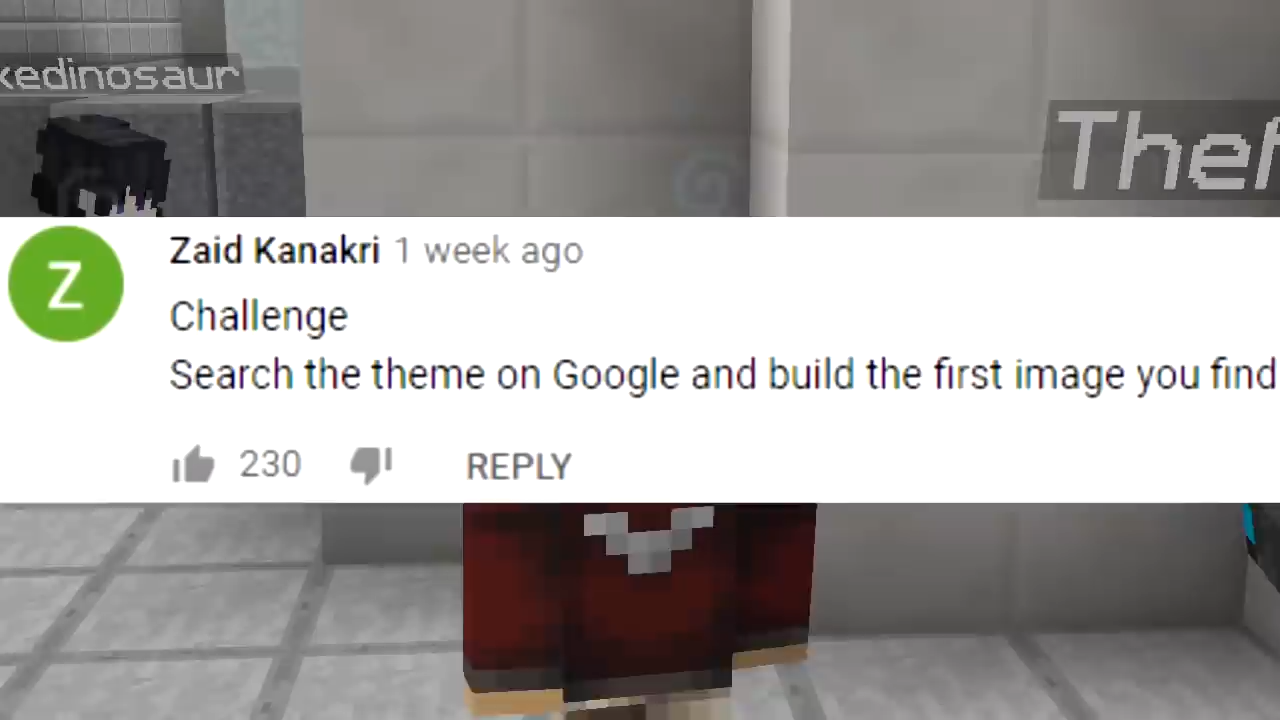 kedinosaur
Zaid Kanakri 1 week ago
Z
Challenge
Search the theme on Google and build the first image you find
230
REPLY